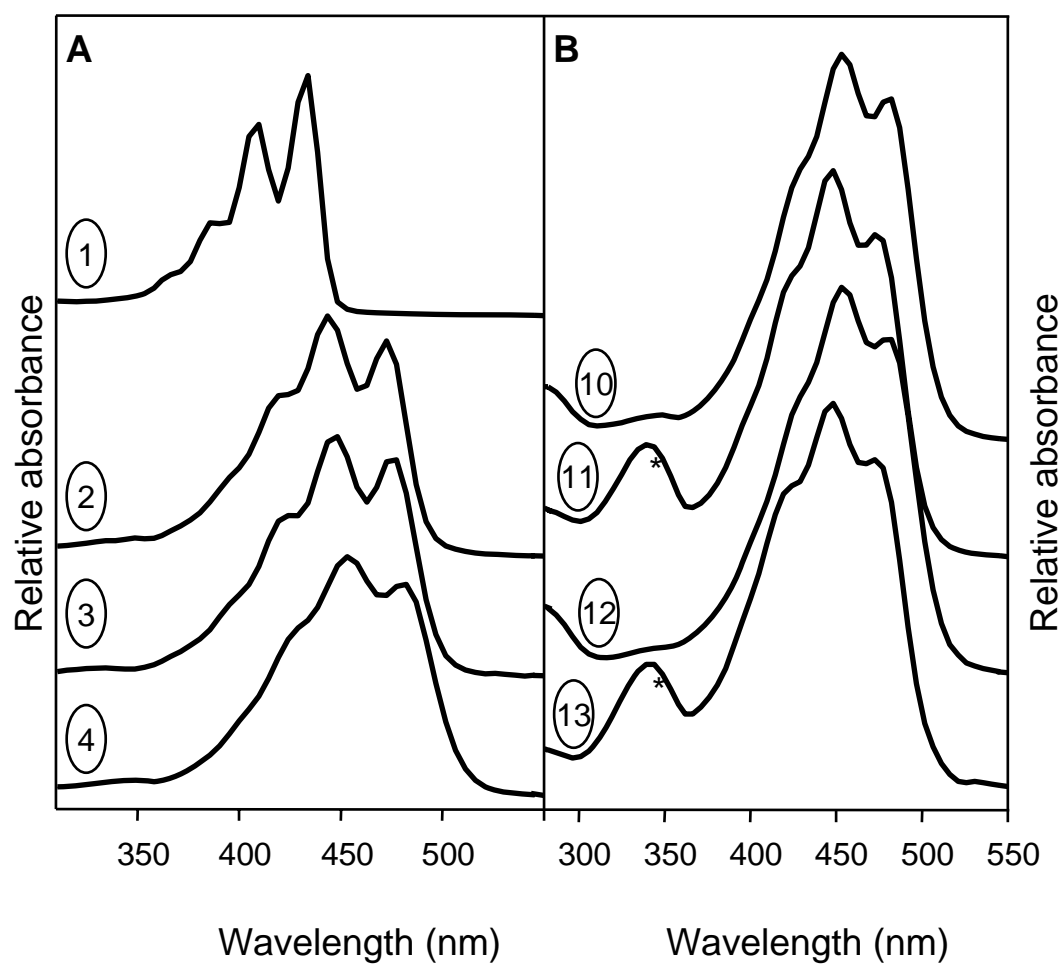 A
B
1
2
3
4
10
11
*
12
13
*
Relative absorbance
Relative absorbance
350 400 450 500
300 350 400 450 500 550
Wavelength (nm)
Wavelength (nm)